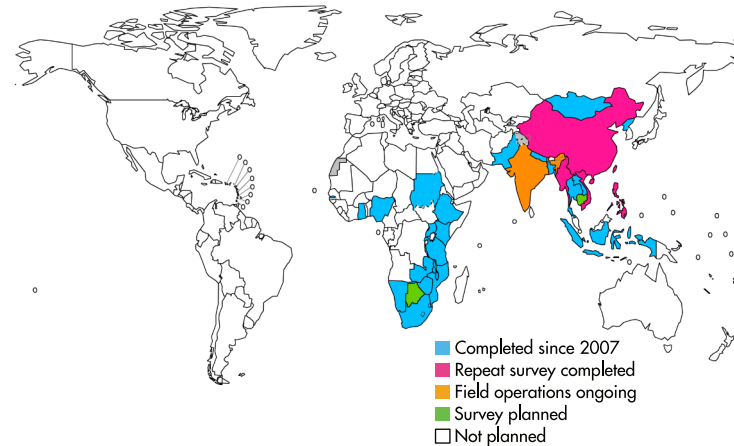 Completed since 2007
Repeat survey completed
Field operations ongoing
Survey planned
Not planned